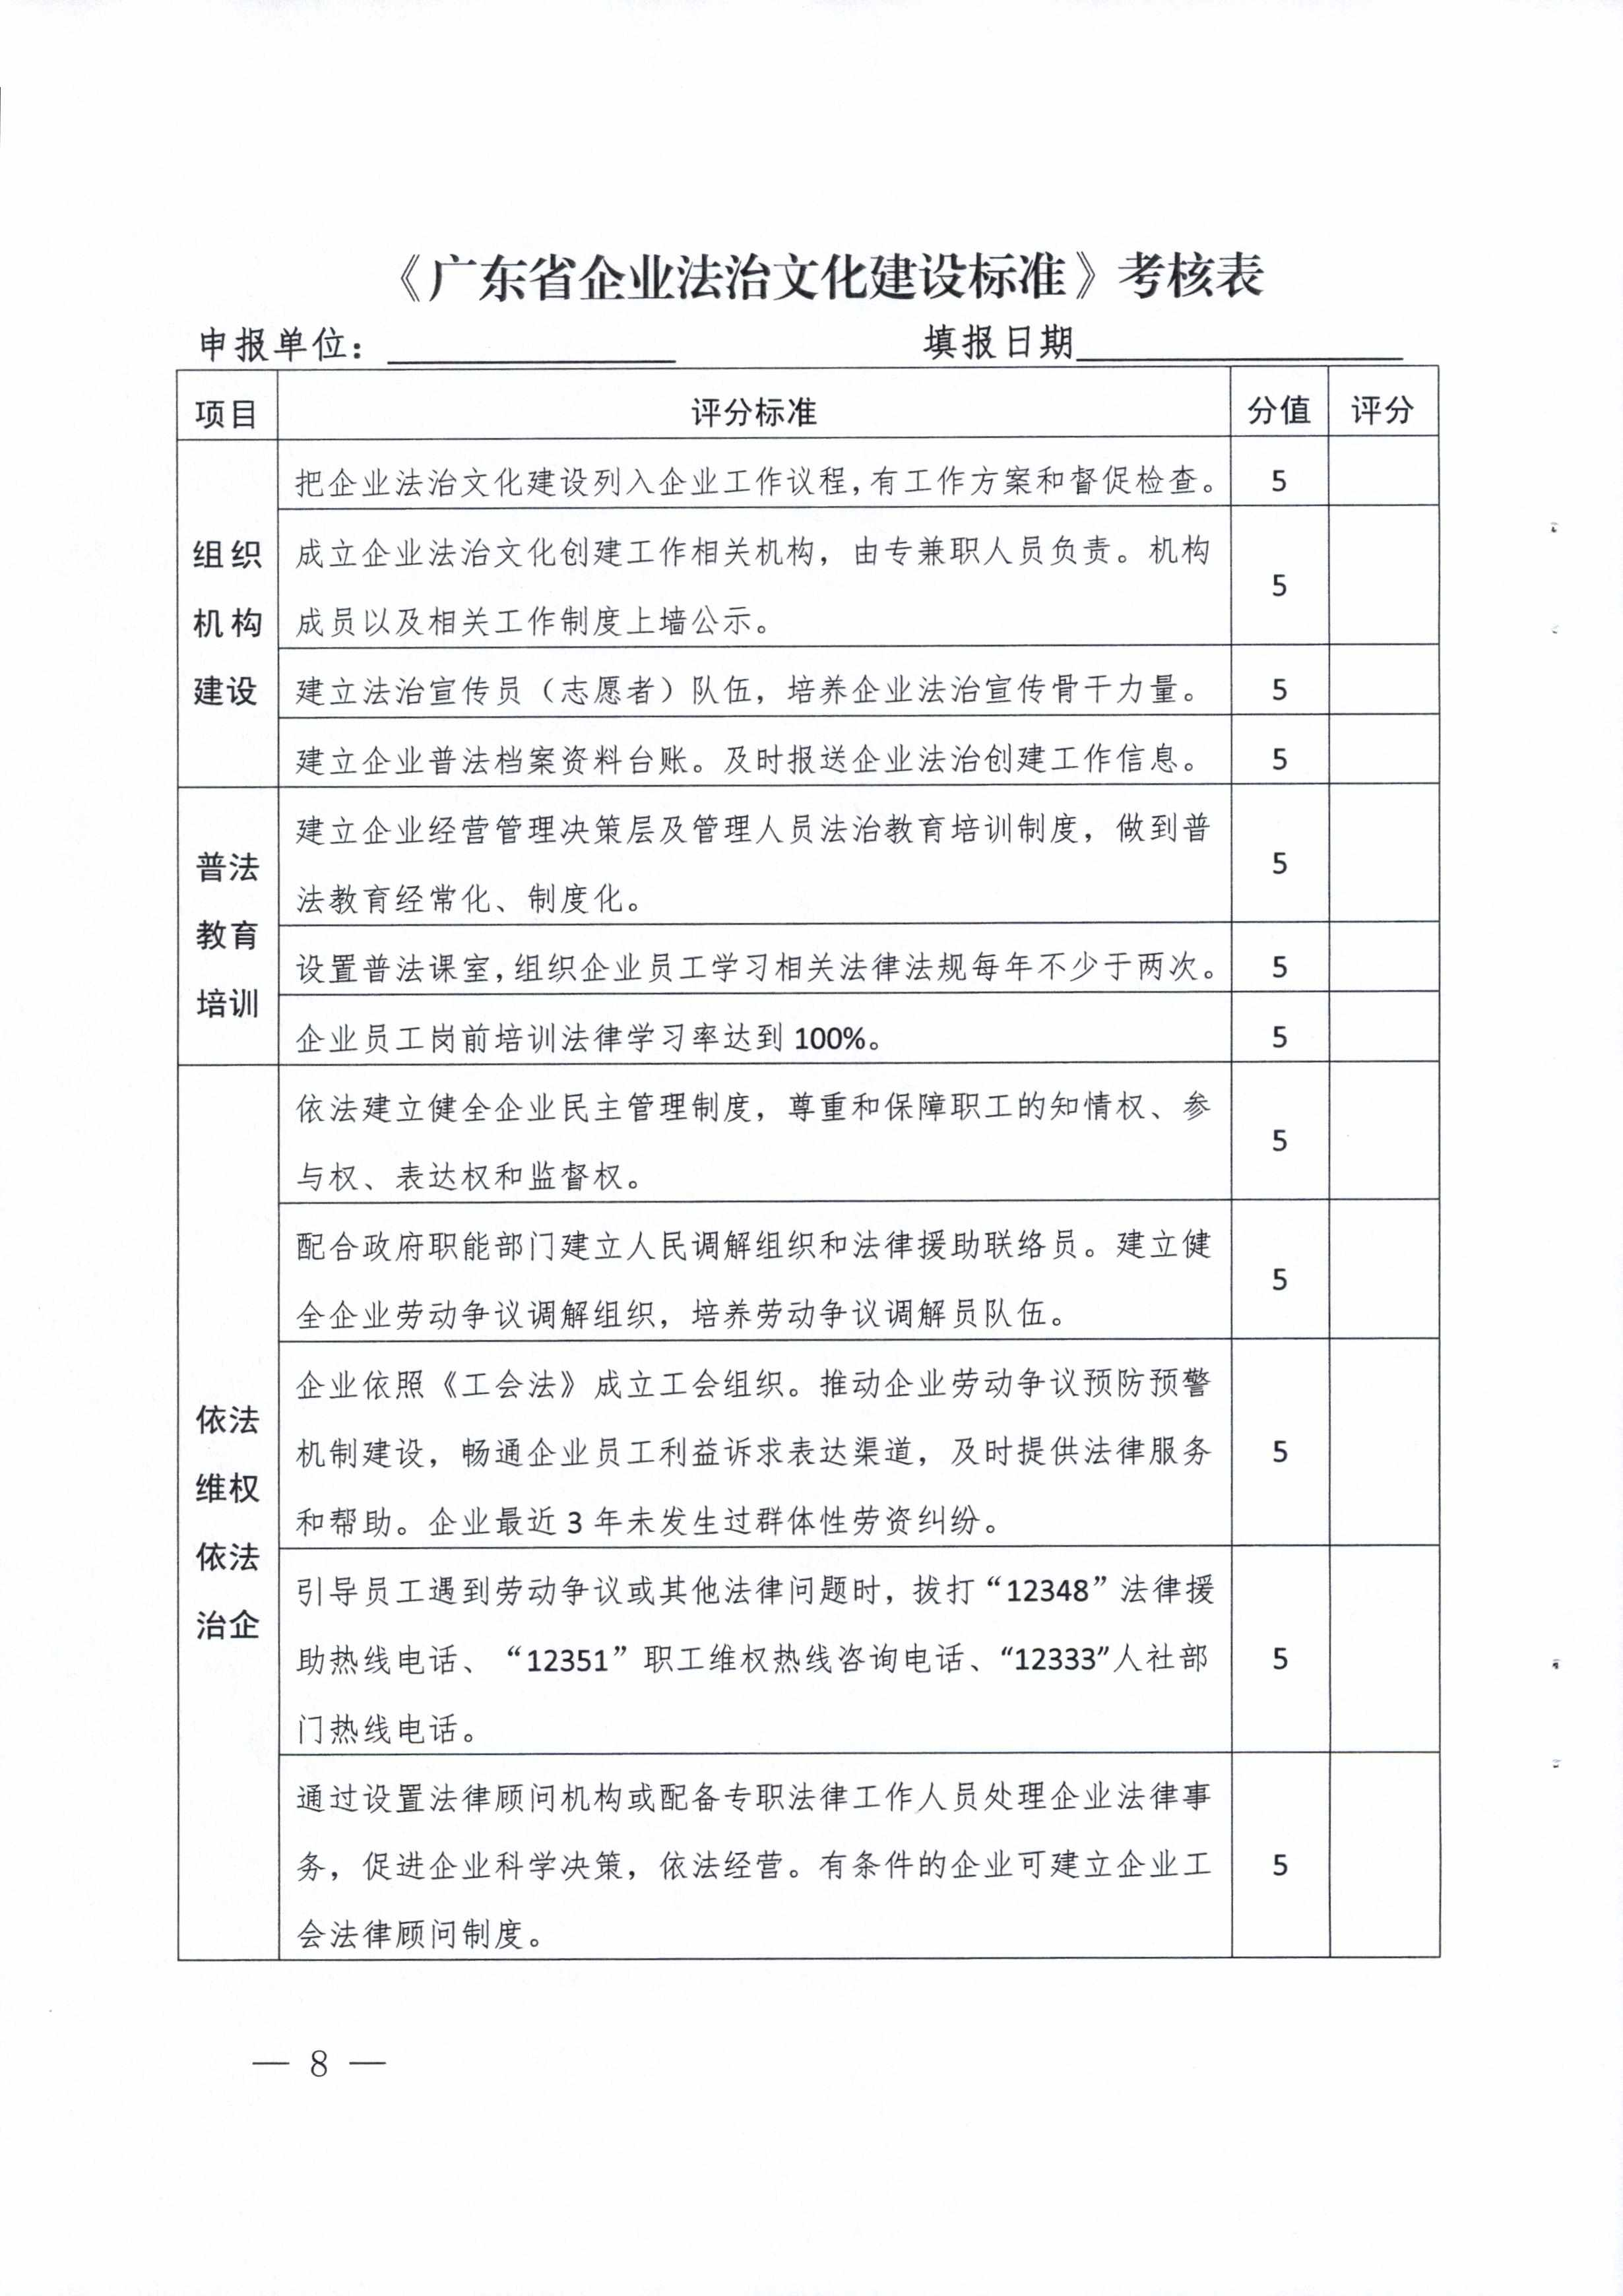 《广东省企业法治文化建设标准》考核表
申报单位：
填报日期
项目 评分标准 分值 评分
组织
机构
建设
把企业法治文化建设列入企业工作议程，有工作方案和督促检查。 5
成立企业法治文化创建工作相关机构，由专兼职人员负责。机构
成员以及相关工作制度上墙公示。
5
建立法治宣传员（志愿者）队伍，培养企业法治宣传骨干力量。 5
建立企业普法档案资料台账。及时报送企业法治创建工作信息。 5
普法
教育
培训
建立企业经营管理决策层及管理人员法治教育培训制度，做到普
法教育经常化、制度化。
5
设置普法课室，组织企业员工学习相关法律法规每年不少于两次。 5
企业员工岗前培训法律学习率达到 100%。 5
依法
维权
依法
治企
依法建立健全企业民主管理制度，尊重和保障职工的知情权、参
与权、表达权和监督权。
5
配合政府职能部门建立人民调解组织和法律援助联络员。建立健
全企业劳动争议调解组织，培养劳动争议调解员队伍。
5
企业依照《工会法》成立工会组织。推动企业劳动争议预防预警
机制建设，畅通企业员工利益诉求表达渠道，及时提供法律服务
和帮助。企业最近 3 年未发生过群体性劳资纠纷。
5
引导员工遇到劳动争议或其他法律问题时，拨打“12348”法律援
助热线电话、“12351”职工维权热线咨询电话、“12333”人社部
门热线电话。
5
通过设置法律顾问机构或配备专职法律工作人员处理企业法律事
务，促进企业科学决策，依法经营。有条件的企业可建立企业工
会法律顾问制度。
5
— 8 —